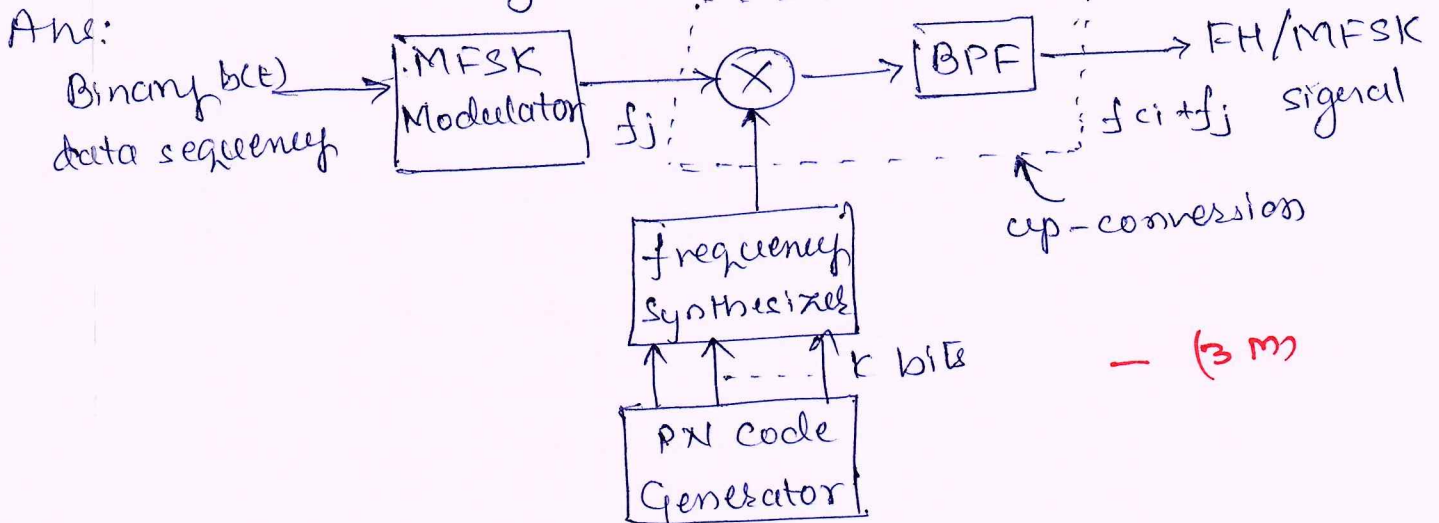 Ans:
Binary b(t)
data sequency
MFSK
Modulator
fj
X
BPF
FH/MFSK
signal
fci+fj
up-conversion
frequency
synthesizer
k bits
- (3 m)
PN code
Generator